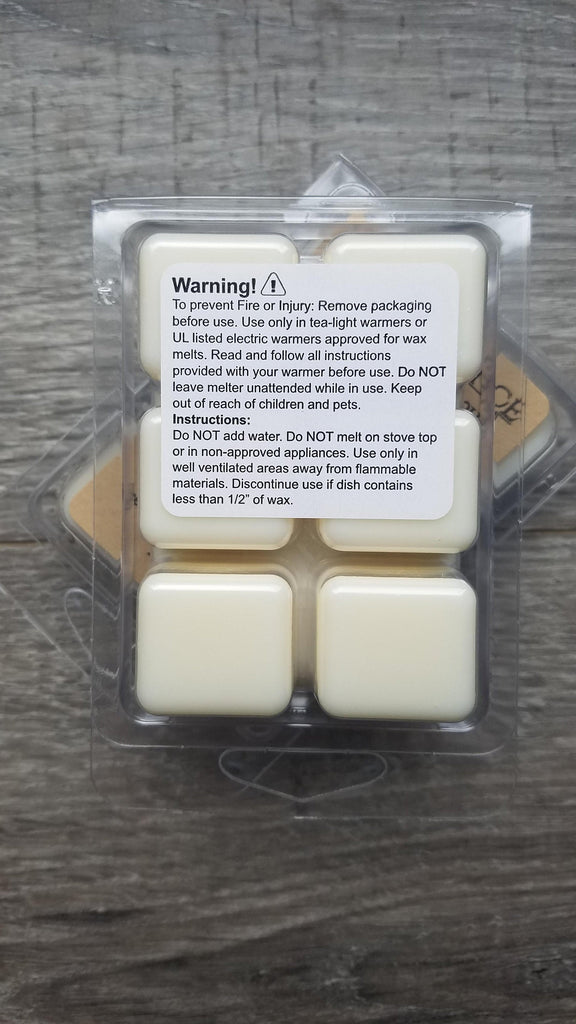 Warning!
To prevent Fire or Injury: Remove packaging
before use. Use only in tea-light warmers or
UL listed electric warmers approved for wax
melts. Read and follow all instructions
provided with your warmer before use. Do NOT
leave melter unattended while in use. Keep
out of reach of children and pets.
Instructions:
Do NOT add water. Do NOT melt on stove top
or in non-approved appliances. Use only in
well ventilated areas away from flammable
materials. Discontinue use if dish contains
less than 1/2" of wax.